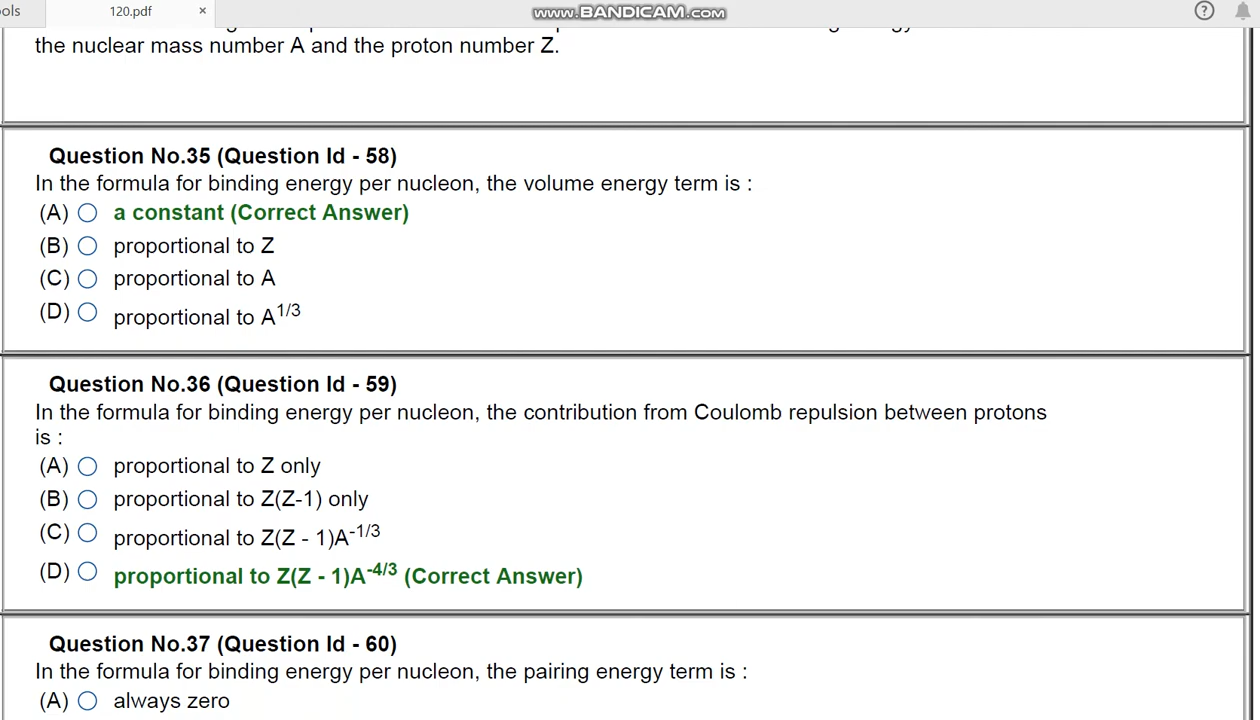 ols
120.pdf ×
www.BANDICAM.com
?
the nuclear mass number A and the proton number Z.
Question No.35 (Question Id - 58)
In the formula for binding energy per nucleon, the volume energy term is :
(A) a constant (Correct Answer)
(B) proportional to Z
(C) proportional to A
(D) proportional to A^1/3
Question No.36 (Question Id - 59)
In the formula for binding energy per nucleon, the contribution from Coulomb repulsion between protons
is :
(A) proportional to Z only
(B) proportional to Z(Z-1) only
(C) proportional to Z(Z - 1)A^-1/3
(D) proportional to Z(Z - 1)A^-4/3 (Correct Answer)
Question No.37 (Question Id - 60)
In the formula for binding energy per nucleon, the pairing energy term is :
(A) always zero